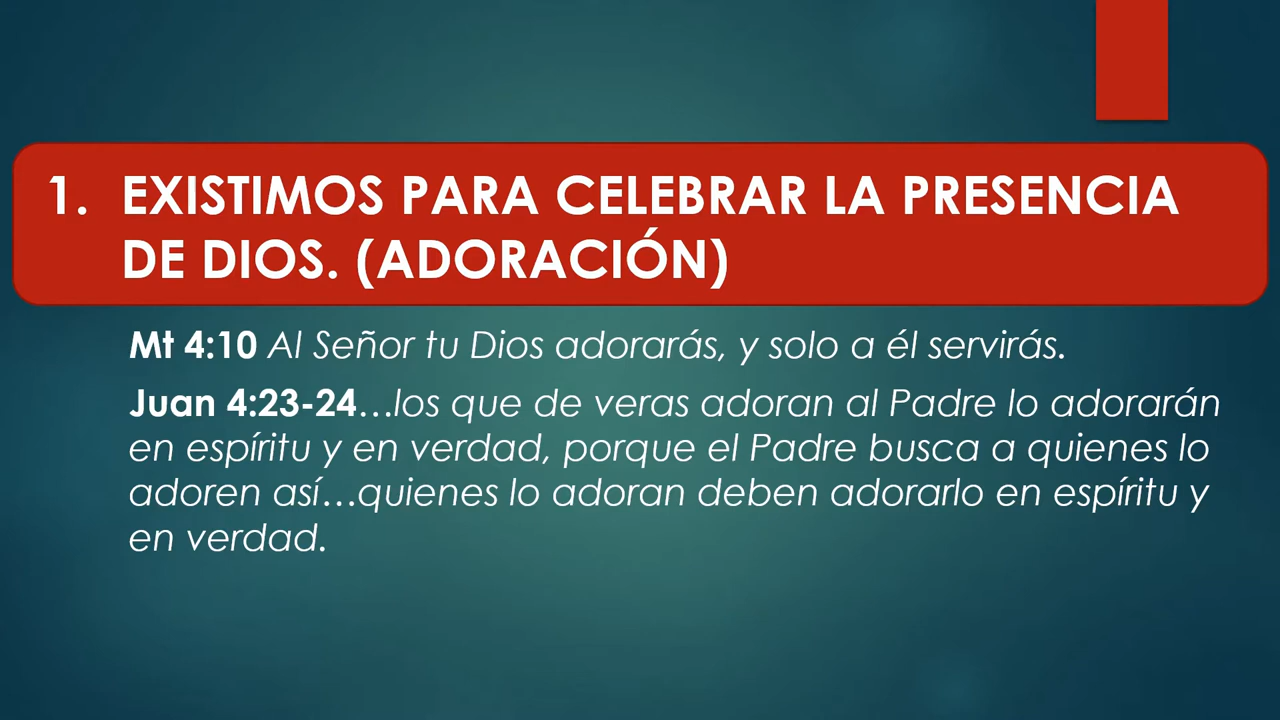 1. EXISTIMOS PARA CELEBRAR LA PRESENCIA
DE DIOS. (ADORACIÓN)
Mt 4:10 Al Señor tu Dios adorarás, y solo a él servirás.
Juan 4:23-24…los que de veras adoran al Padre lo adorarán
en espíritu y en verdad, porque el Padre busca a quienes lo
adoren así…quienes lo adoran deben adorarlo en espíritu y
en verdad.